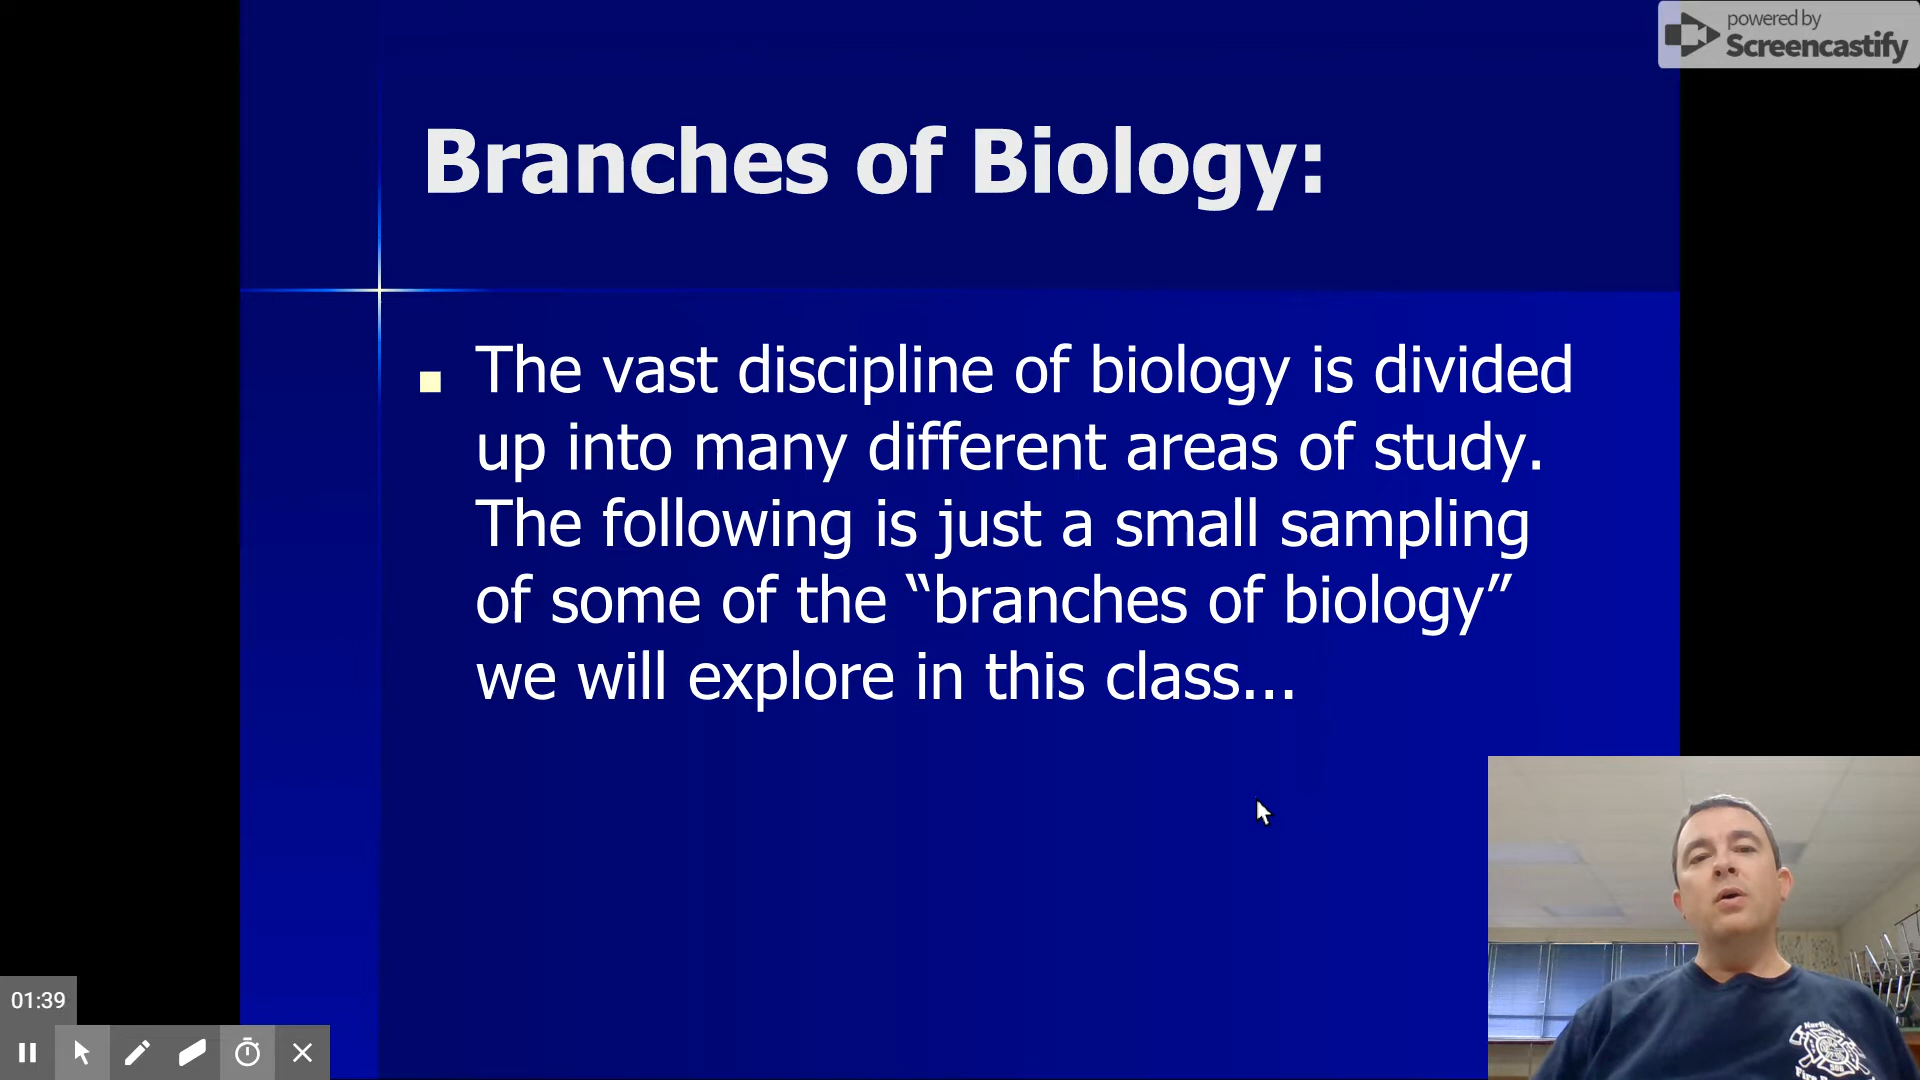 powered by
Screencastify
Branches of Biology:
The vast discipline of biology is divided
up into many different areas of study.
The following is just a small sampling
of some of the “branches of biology”
we will explore in this class...
01:39